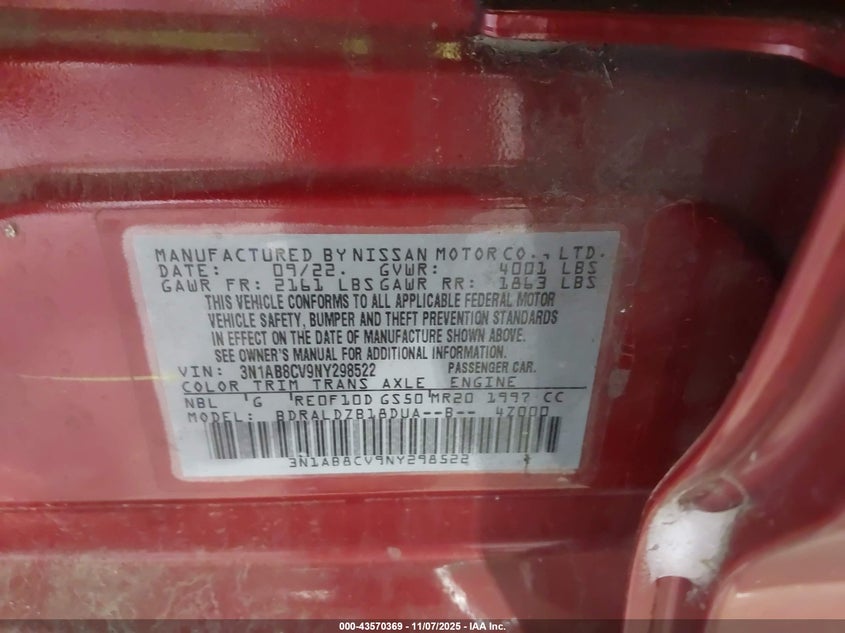 MANUFACTURED BY NISSAN MOTOR CO., LTD.
DATE: 09/22. GVWR: 4001 LBS
GAWR FR: 2161 LBS GAWR RR: 1863 LBS
THIS VEHICLE CONFORMS TO ALL APPLICABLE FEDERAL MOTOR
VEHICLE SAFETY, BUMPER AND THEFT PREVENTION STANDARDS
IN EFFECT ON THE DATE OF MANUFACTURE SHOWN ABOVE.
SEE OWNER'S MANUAL FOR ADDITIONAL INFORMATION.
VIN: 3N1AB8CV9NY298522 PASSENGER CAR.
COLOR TRIM TRANS AXLE ENGINE
NBL 'G 'RE0F10D GS50 MR20 1997 CC
MODEL: BDRALDZB18DUA--B-- 4Z000
3N1AB8CV9NY298522
000-43570369 | 11/07/2025 - IAA Inc.